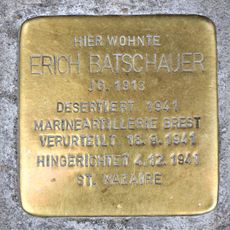 HIER WOHNTE
ERICH BATSCHAUER
JG. 1913
DESERTIERT 1941
MARINEARTILLERIE BREST
VERURTEILT 16.9.1941
HINGERICHTET 4.12.1941
ST. NAZAIRE